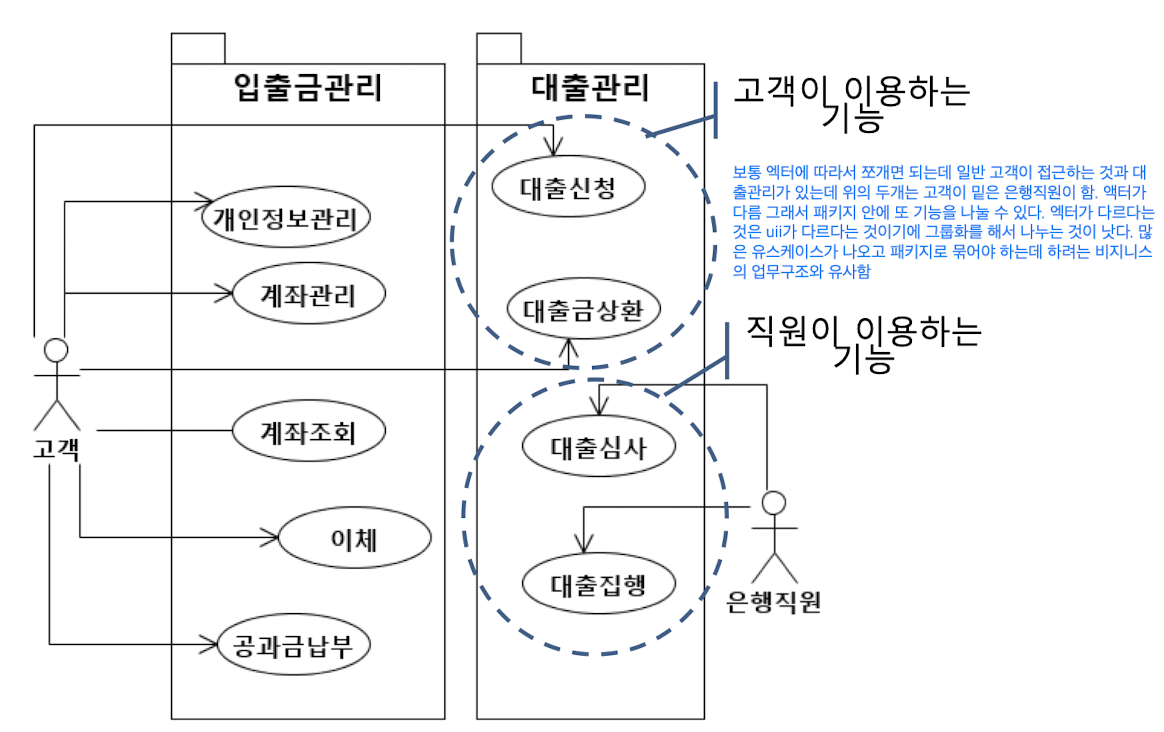 입출금관리
대출관리
고객이 이용하는
기능
대출신청
개인정보관리
보통 엑터에 따라서 쪼개면 되는데 일반 고객이 접근하는 것과 대
출관리가 있는데 위의 두개는 고객이 밑은 은행직원이 함. 액터가
다름 그래서 패키지 안에 또 기능을 나눌 수 있다. 엑터가 다르다는
것은 uii가 다르다는 것이기에 그룹화를 해서 나누는 것이 낫다. 많
은 유스케이스가 나오고 패키지로 묶어야 하는데 하려는 비지니스
의 업무구조와 유사함
계좌관리
대출금상환
직원이 이용하는
기능
고객
계좌조회
대출심사
이체
대출집행
은행직원
공과금납부